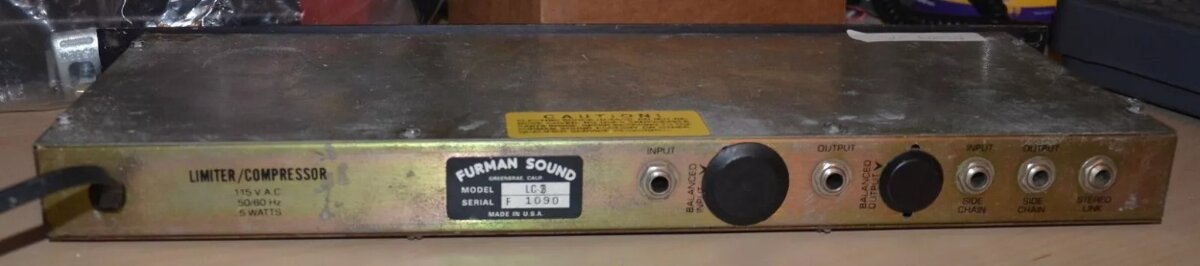 CAUTION!
LIMITER/COMPRESSOR
115 V A.C
50/60 Hz
5 WATTS
FURMAN SOUND
GREENBRAE, CALIF
MODEL LC-3
SERIAL F 1090
MADE IN U.S.A.
INPUT
BALANCED
INPUT
OUTPUT
BALANCED
OUTPUT
INPUT
SIDE
CHAIN
OUTPUT
SIDE
CHAIN
STEREO
LINK